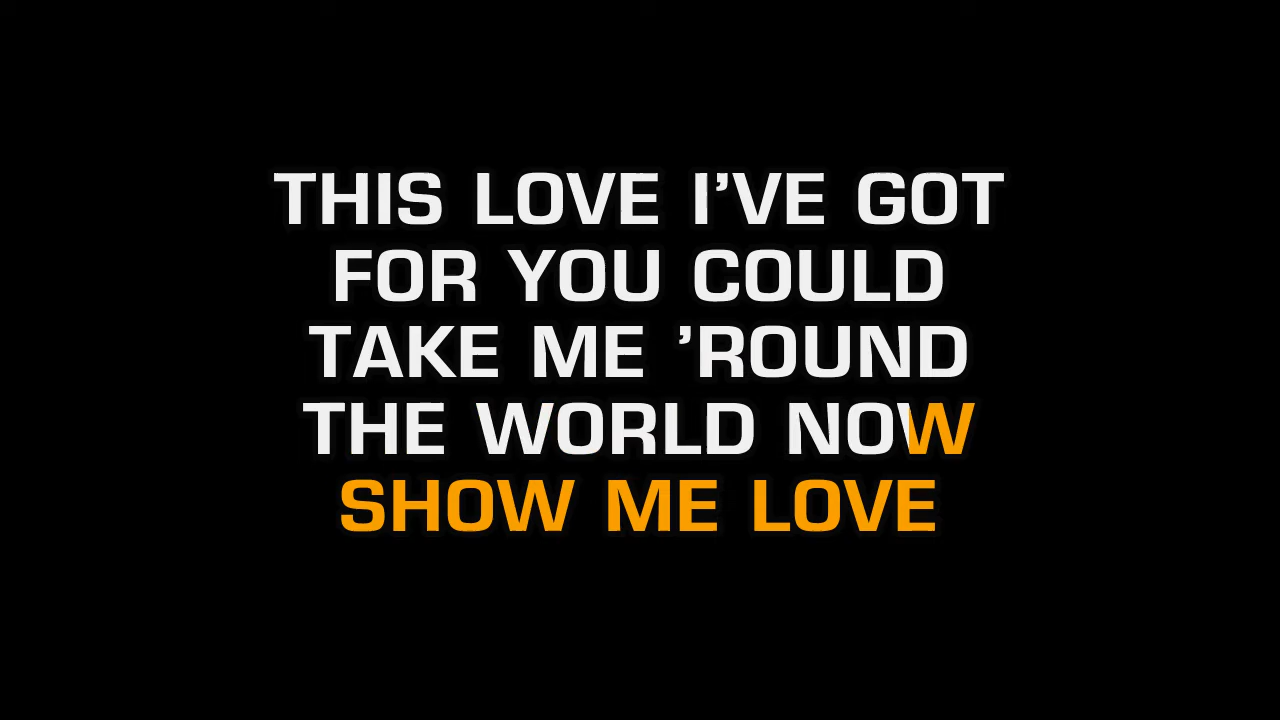 THIS LOVE I’VE GOT
FOR YOU COULD
TAKE ME ’ROUND
THE WORLD NOW
SHOW ME LOVE